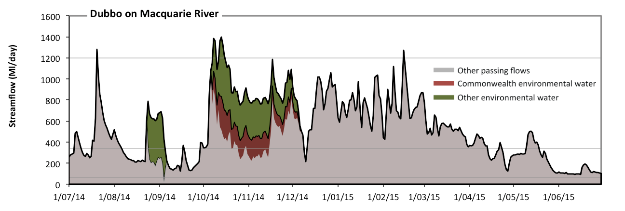 Dubbo on Macquarie River
Streamflow (Ml/day)
1600
1400
1200
1000
800
600
400
200
0
Other passing flows
Commonwealth environmental water
Other environmental water
1/07/14 1/08/14 1/09/14 1/10/14 1/11/14 1/12/14 1/01/15 1/02/15 1/03/15 1/04/15 1/05/15 1/06/15